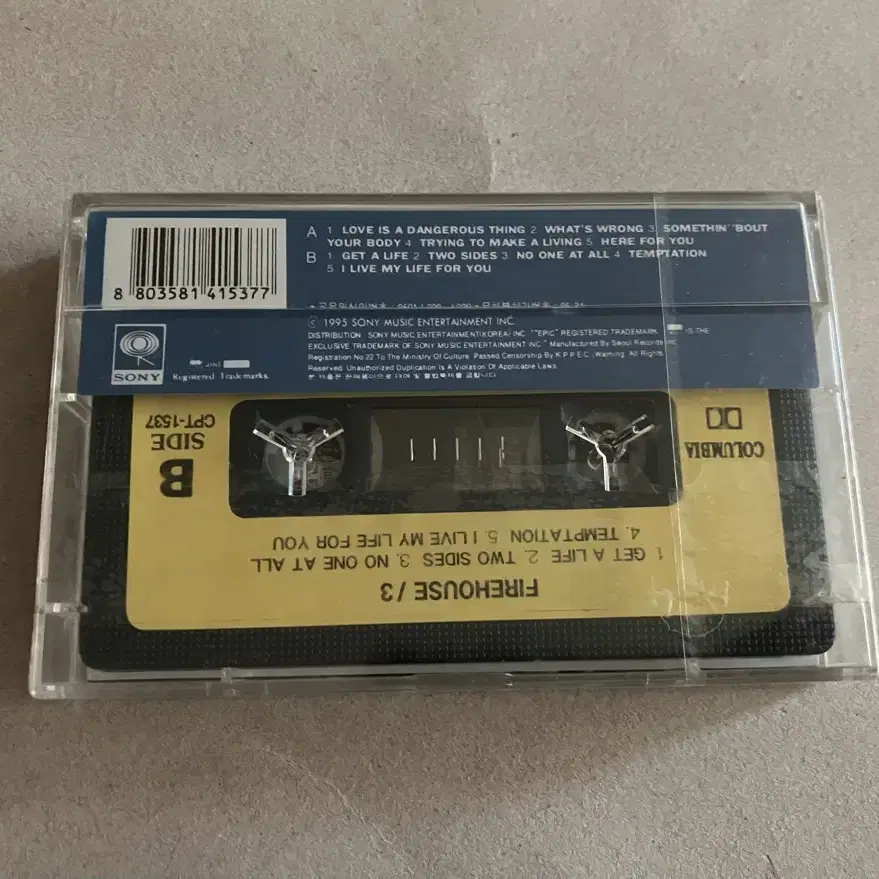 A 1 LOVE IS A DANGEROUS THING 2 WHAT'S WRONG 3 SOMETHIN' 'BOUT
YOUR BODY 4 TRYING TO MAKE A LIVING 5 HERE FOR YOU
B 1 GET A LIFE 2 TWO SIDES 3 NO ONE AT ALL 4 TEMPTATION
5 I LIVE MY LIFE FOR YOU
8 803581 415377
© 1995 SONY MUSIC ENTERTAINMENT INC.
DISTRIBUTION SONY MUSIC ENTERTAINMENT(KOREA) INC. "EPIC" REGISTERED TRADEMARK IS THE
EXCLUSIVE TRADEMARK OF SONY MUSIC ENTERTAINMENT INC. Manufactured By Seoul Records Inc
Registration No.22 To The Ministry Of Culture Passed Censorship By K.P.P.E.C. Warning. All Rights
Reserved. Unauthorized Duplication Is A Violation Of Applicable Laws.
SONY
and
Registered Trademarks.
CPT-1537
SIDE
B
COLUMBIA
FIREHOUSE / 3
1. GET A LIFE 2. TWO SIDES 3. NO ONE AT ALL
4. TEMPTATION 5. I LIVE MY LIFE FOR YOU